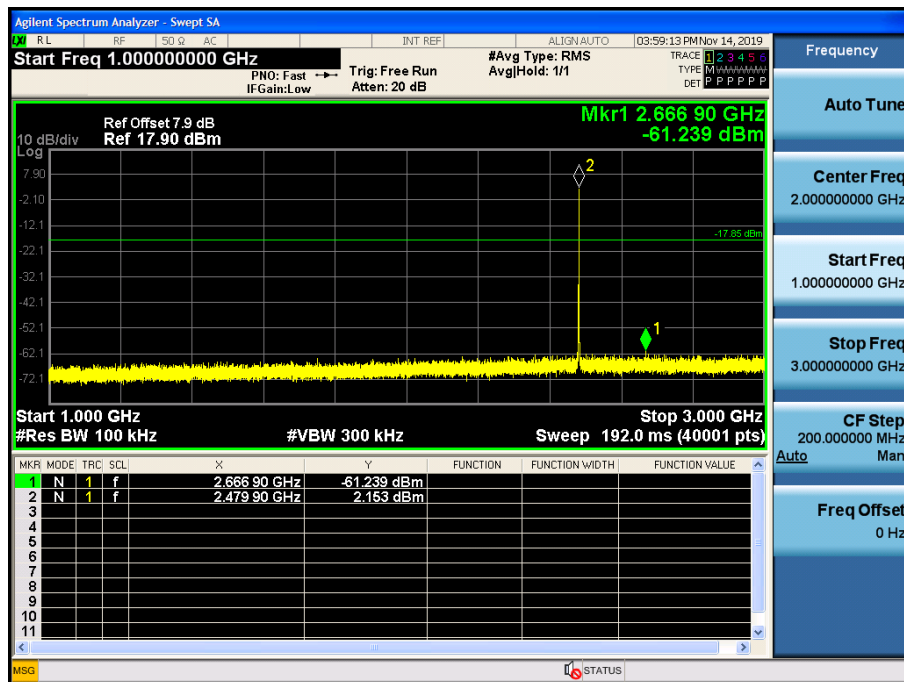 Agilent Spectrum Analyzer - Swept SA
LXI RL RF 50 Ω AC INT REF ALIGN AUTO 03:59:13 PM Nov 14, 2019
Start Freq 1.000000000 GHz
PNO: Fast
IFGain:Low
Trig: Free Run
Atten: 20 dB
#Avg Type: RMS
Avg|Hold: 1/1
TRACE 1 2 3 4 5 6
TYPE MWWWWW
DET P P P P P P
Mkr1 2.666 90 GHz
-61.239 dBm
Ref Offset 7.9 dB
10 dB/div Ref 17.90 dBm
Log
7.90
-2.10
-12.1
-22.1
-32.1
-42.1
-52.1
-62.1
-72.1
2
-17.85 dBm
1
Start 1.000 GHz Stop 3.000 GHz
#Res BW 100 kHz #VBW 300 kHz Sweep 192.0 ms (40001 pts)
MKR MODE TRC SCL X Y FUNCTION FUNCTION WIDTH FUNCTION VALUE
1 N 1 f 2.666 90 GHz -61.239 dBm
2 N 1 f 2.479 90 GHz 2.153 dBm
3
4
5
6
7
8
9
10
11
MSG STATUS
Frequency
Auto Tune
Center Freq
2.000000000 GHz
Start Freq
1.000000000 GHz
Stop Freq
3.000000000 GHz
CF Step
200.000000 MHz
Auto Man
Freq Offset
0 Hz